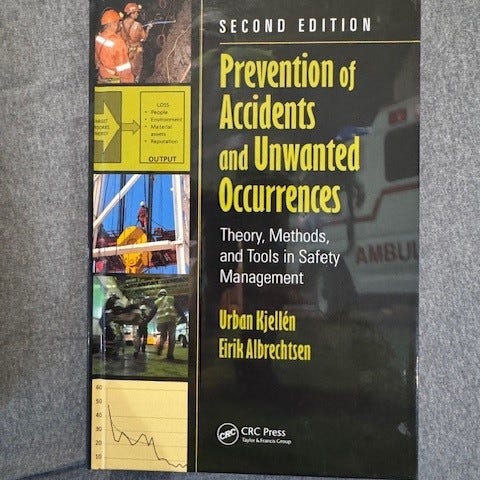 SECOND EDITION
Prevention of
Accidents
and Unwanted
Occurrences
Theory, Methods,
and Tools in Safety
Management
Urban Kjellén
Eirik Albrechtsen
CRC
CRC Press
Taylor & Francis Group
AMBUL
LOSS
• People
• Environment
• Material
assets
• Reputation
OUTPUT
60
50
40
30
20
10